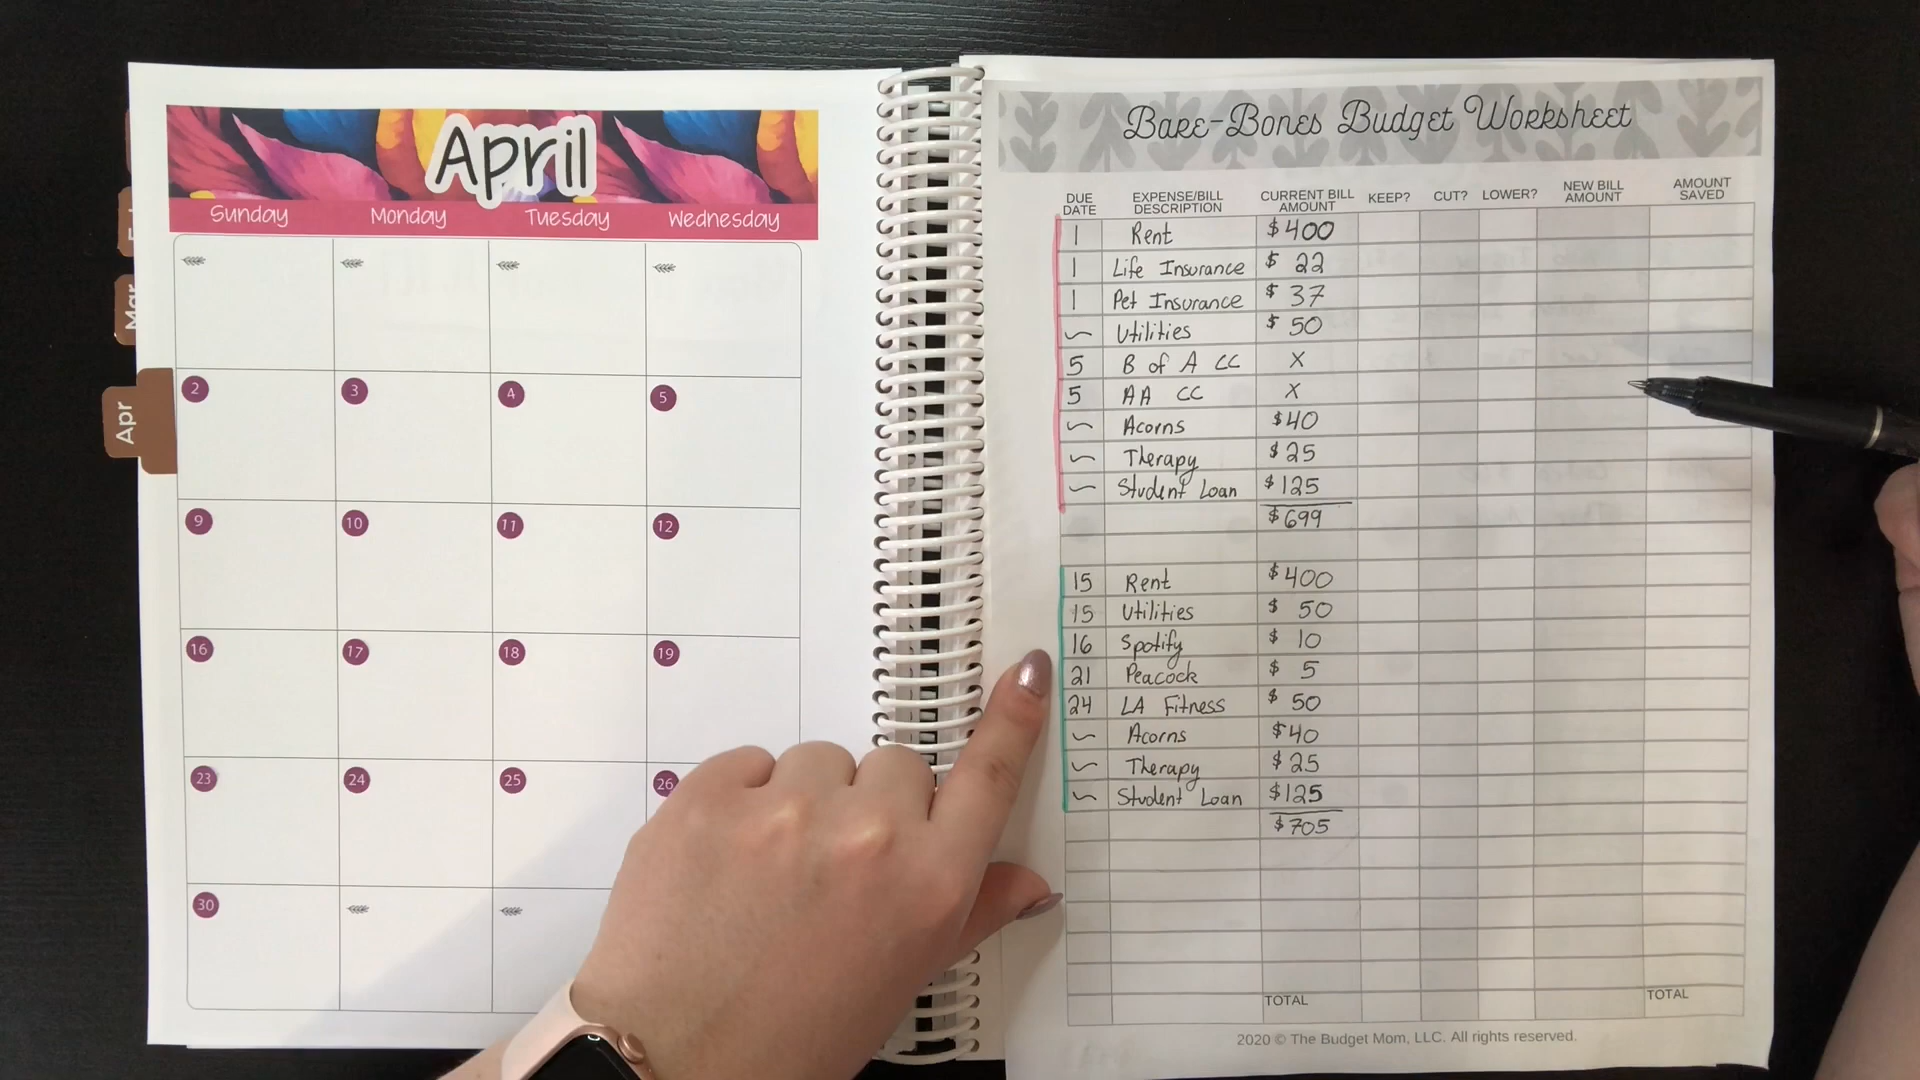 April
Sunday Monday Tuesday Wednesday
2 3 4 5
9 10 11 12
16 17 18 19
23 24 25 26
30
Mar
Apr
Bare-Bones Budget Worksheet
DUE DATE EXPENSE/BILL DESCRIPTION CURRENT BILL AMOUNT KEEP? CUT? LOWER? NEW BILL AMOUNT AMOUNT SAVED
1 Rent $400
1 Life Insurance $ 22
1 Pet Insurance $ 37
~ Utilities $ 50
5 B of A CC X
5 AA CC X
~ Acorns $40
~ Therapy $25
~ Student Loan $125
$699
15 Rent $400
15 Utilities $ 50
16 Spotify $ 10
21 Peacock $ 5
24 LA Fitness $ 50
~ Acorns $40
~ Therapy $25
~ Student Loan $125
$705
TOTAL TOTAL
2020 © The Budget Mom, LLC. All rights reserved.